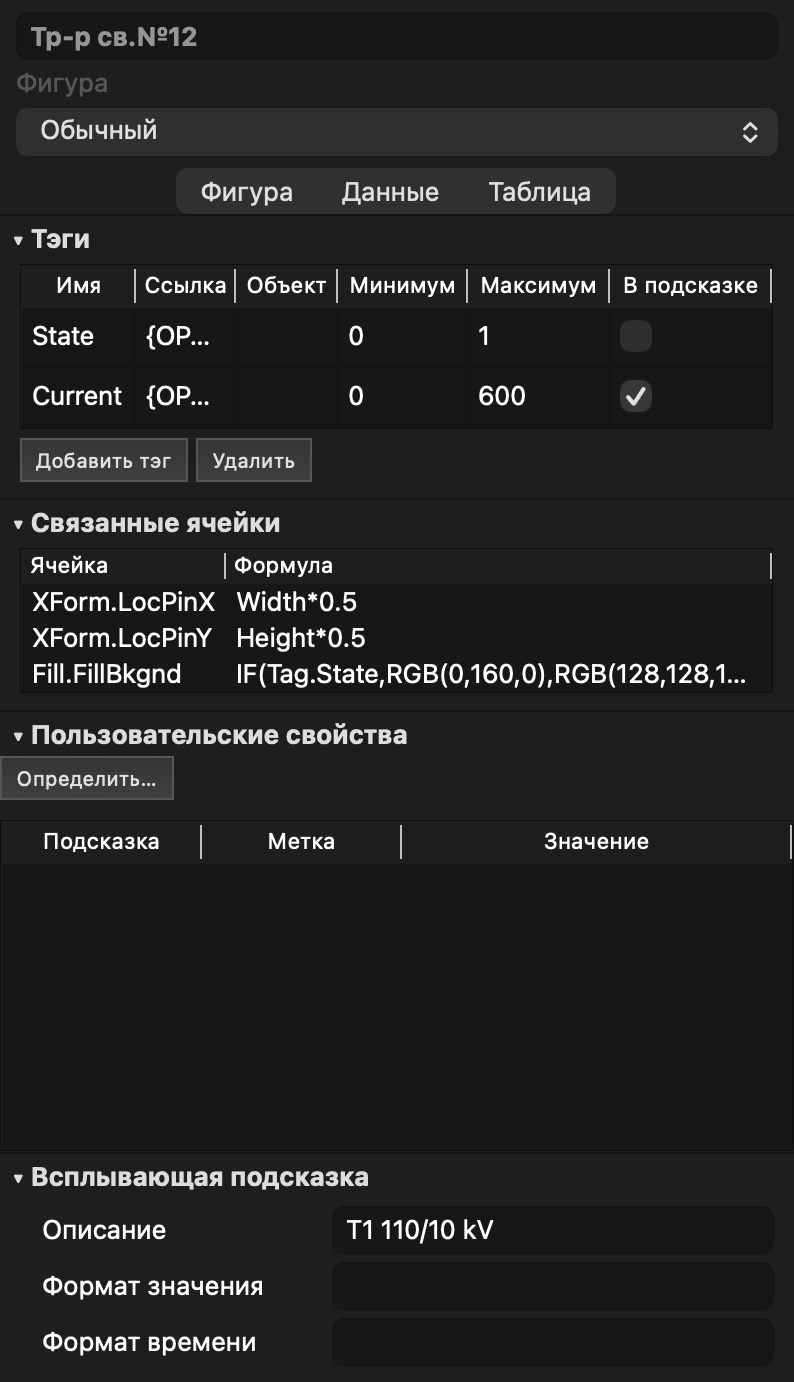 Тр-р св.№12
Фигура
Обычный
Фигура Данные Таблица
Тэги
Имя Ссылка Объект Минимум Максимум В подсказке
State {OP... 0 1
Current {OP... 0 600
Добавить тэг Удалить
Связанные ячейки
Ячейка Формула
XForm.LocPinX Width*0.5
XForm.LocPinY Height*0.5
Fill.FillBkgnd IF(Tag.State,RGB(0,160,0),RGB(128,128,1...
Пользовательские свойства
Определить...
Подсказка Метка Значение
Всплывающая подсказка
Описание T1 110/10 kV
Формат значения
Формат времени